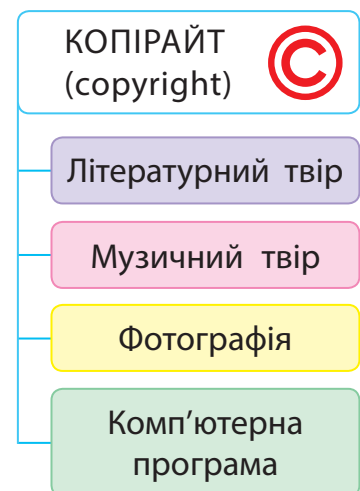 КОПІРАЙТ
(copyright)
©
Літературний твір
Музичний твір
Фотографія
Комп’ютерна
програма